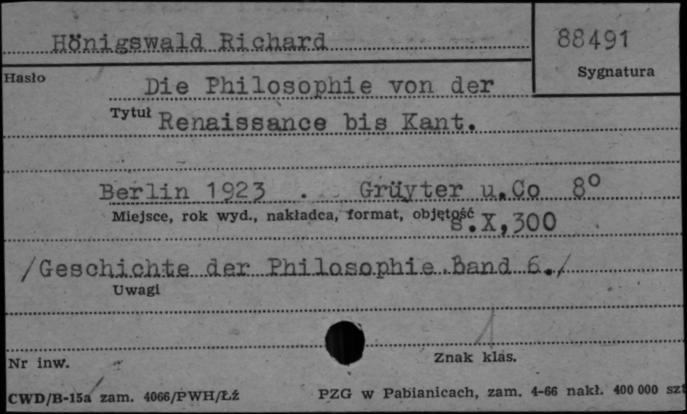 Hönigswald Richard
88491
Hasło
Sygnatura
Die Philosophie von der
Tytuł Renaissance bis Kant.
Berlin 1923 . Grüyter u.Co 8°
Miejsce, rok wyd., nakładca, format, objętość
s.X,300
/Geschichte der Philosophie.Band 6./
Uwagi
Nr inw.
Znak klas.
CWD/B-15a zam. 4066/PWH/Łź
PZG w Pabianicach, zam. 4-66 nakł. 400 000 szt